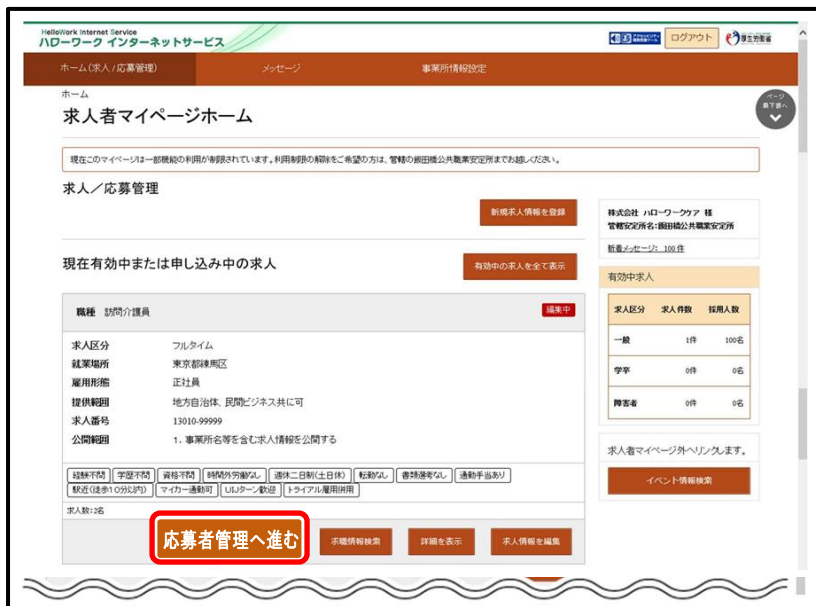 HelloWork Internet Service
ハローワーク インターネットサービス
ログアウト
厚生労働省
ホーム(求人/応募管理)
メッセージ
事業所情報設定
ホーム
求人者マイページホーム
ページ
最下部へ
現在このマイページは一部機能の利用が制限されています。利用制限の解除をご希望の方は、管轄の飯田橋公共職業安定所までお越しください。
求人/応募管理
新規求人情報を登録
株式会社 ハローワークケア 様
管轄安定所名:飯田橋公共職業安定所
新着メッセージ: 100 件
現在有効中または申し込み中の求人
有効中の求人を全て表示
有効中求人
職種 訪問介護員
編集中
求人区分 求人件数 採用人数
一般 1件 100名
学卒 0件 0名
障害者 0件 0名
求人区分 フルタイム
就業場所 東京都練馬区
雇用形態 正社員
提供範囲 地方自治体、民間ビジネス共に可
求人番号 13010-99999
公開範囲 1. 事業所名等を含む求人情報を公開する
求人者マイページ外へリンクします。
イベント情報検索
経験不問 学歴不問 資格不問 時間外労働なし 週休二日制(土日休) 転勤なし 書類選考なし 通勤手当あり
駅近(徒歩10分以内) マイカー通勤可 UIJターン歓迎 トライアル雇用併用
求人数:2名
応募者管理へ進む
求職情報検索
詳細を表示
求人情報を編集